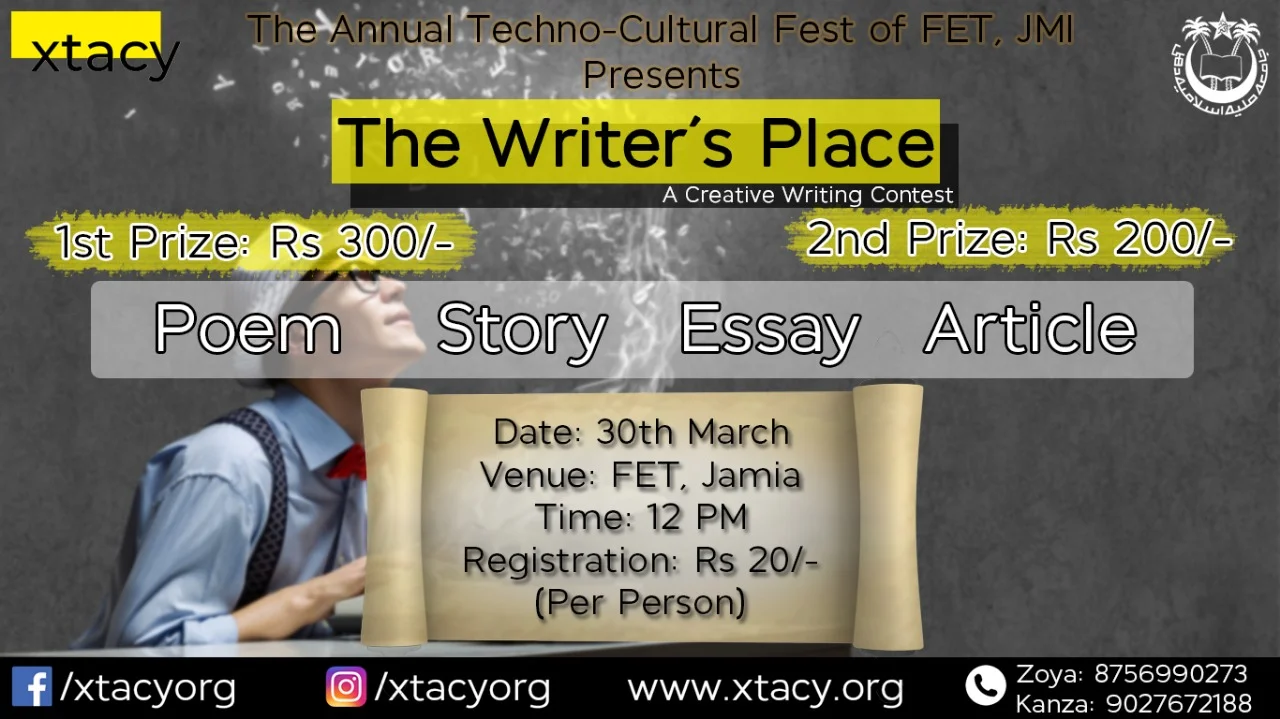 xtacy
The Annual Techno-Cultural Fest of FET, JMI
Presents
The Writer's Place
A Creative Writing Contest
1st Prize: Rs 300/-
2nd Prize: Rs 200/-
Poem Story Essay Article
Date: 30th March
Venue: FET, Jamia
Time: 12 PM
Registration: Rs 20/-
(Per Person)
/xtacyorg
/xtacyorg
www.xtacy.org
Zoya: 8756990273
Kanza: 9027672188